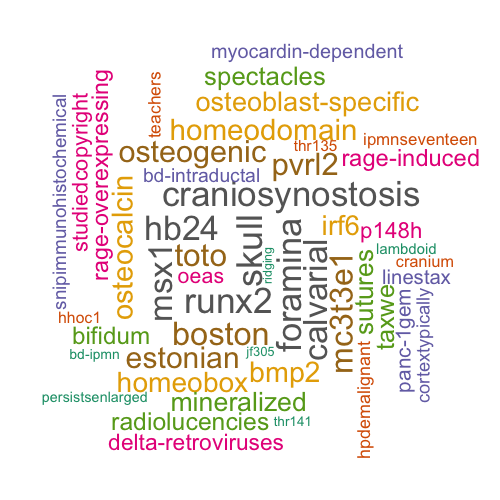 myocardin-dependent
spectacles
teachers
osteoblast-specific
snipimmunohistochemical
studiedcopyright
rage-overexpressing
homeodomain
thr135
ipmnseventeen
osteogenic
pvrl2
rage-induced
bd-intraductal
craniosynostosis
osteocalcin
hb24
msx1
skull
foramina
calvarial
irf6
p148h
lambdoid
toto
oeas
ridging
mc3t3e1
sutures
cranium
linestax
taxwe
panc-1gem
cortextypically
runx2
hhoc1
bifidum
boston
bd-ipmn
estonian
jf305
hpdemalignant
homeobox
bmp2
persistsenlarged
mineralized
radiolucencies
thr141
delta-retroviruses